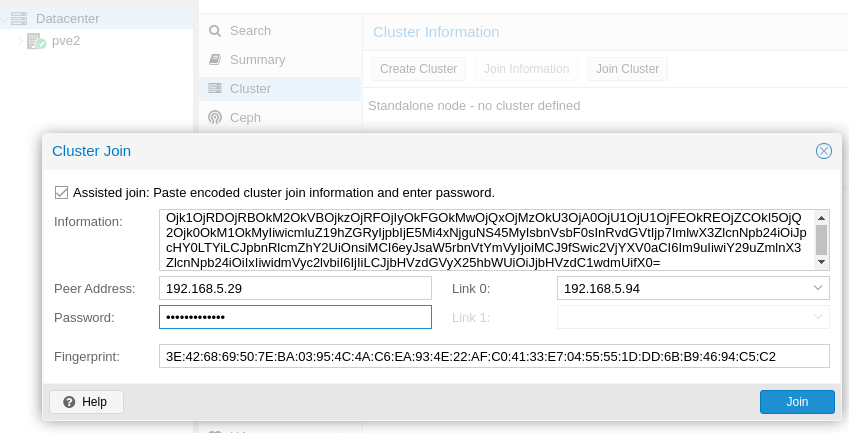 Datacenter
pve2
Search
Summary
Cluster
Ceph
Cluster Information
Create Cluster
Join Information
Join Cluster
Standalone node - no cluster defined
Cluster Join
Assisted join: Paste encoded cluster join information and enter password.
Information:
Ojk1OjRDOjRBOkM2OkVBOjkzOjRFOjIyOkFGOkMwOjQxOjMzOkU3OjA0OjU1OjU1OjFEOkREOjZCOkI5OjQ
2Ojk0OkM1OkMyIiwicmluZ19hZGRyIjpbIjE5Mi4xNjguNS45MyIsbnVsbF0sInRvdGVtIjp7ImlwX3ZlcnNpb24iOiJp
cHY0LTYiLCJpbnRlcmZhY2UiOnsiMCI6eyJsaW5rbnVtYmVyIjoiMCJ9fSwic2VjYXV0aCI6Im9uIiwiY29uZmlnX3
ZlcnNpb24iOiIxIiwidmVyc2lvbiI6IjIiLCJjbHVzdGVyX25hbWUiOiJjbHVzdC1wdmUifX0=
Peer Address:
192.168.5.29
Link 0:
192.168.5.94
Password:
•••••••••••••
Link 1:
Fingerprint:
3E:42:68:69:50:7E:BA:03:95:4C:4A:C6:EA:93:4E:22:AF:C0:41:33:E7:04:55:55:1D:DD:6B:B9:46:94:C5:C2
Help
Join